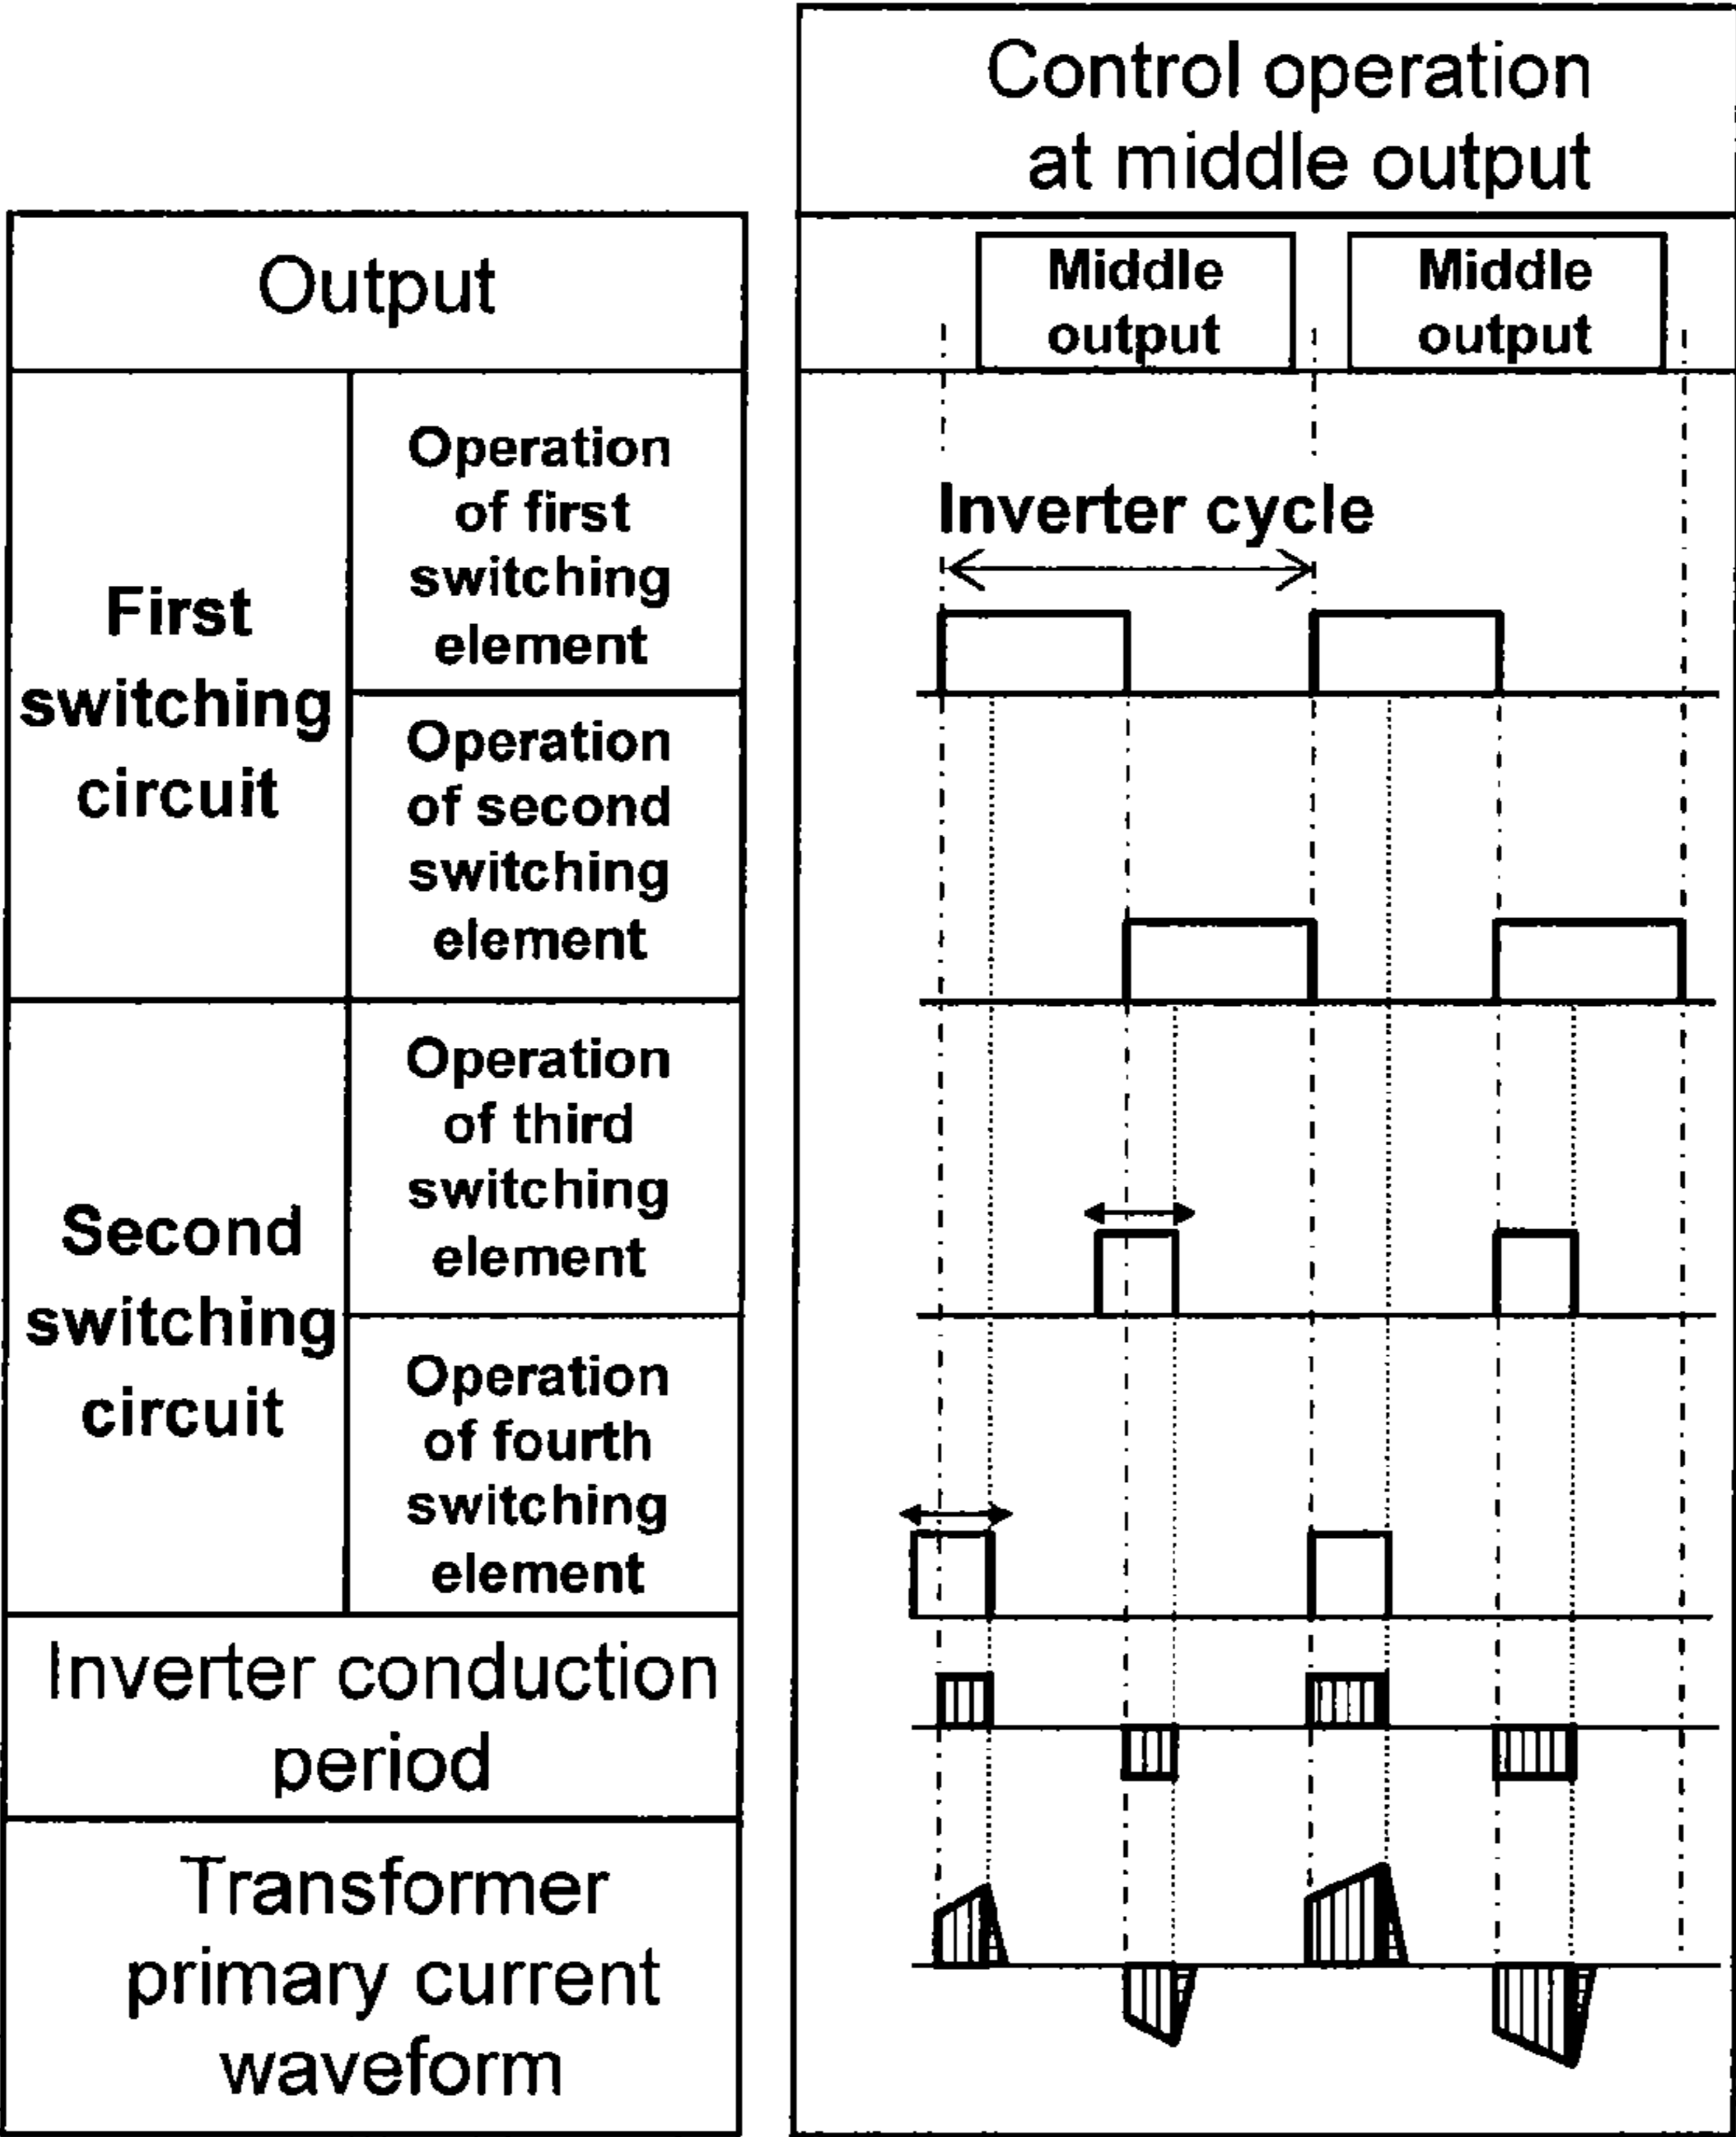 Control operation
at middle output
Output
Middle
output
Middle
output
First
switching
circuit
Operation
of first
switching
element
Inverter cycle
Operation
of second
switching
element
Second
switching
circuit
Operation
of third
switching
element
Operation
of fourth
switching
element
Inverter conduction
period
Transformer
primary current
waveform